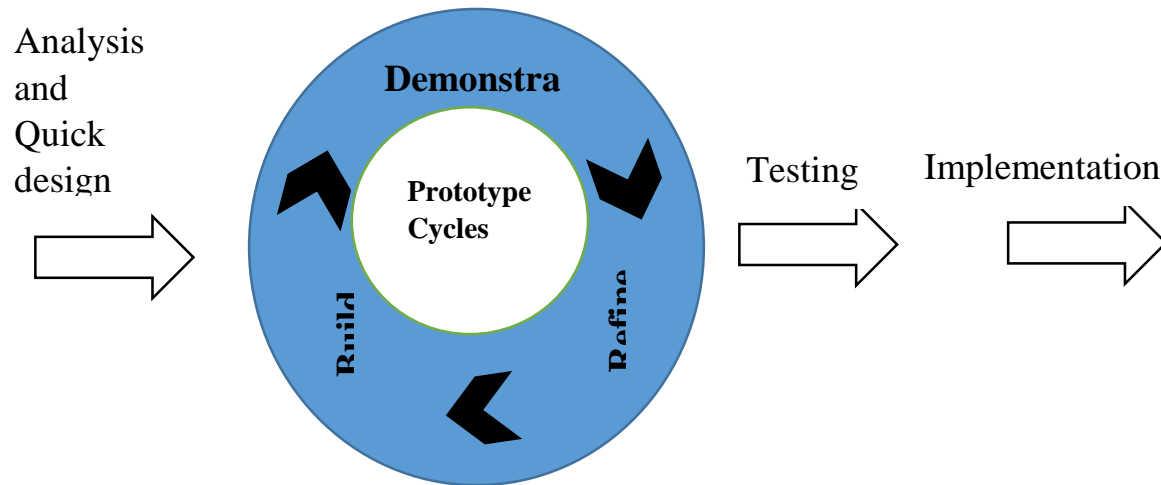 Analysis
and
Quick
design
Demonstra
Prototype
Cycles
Build
Refine
Testing
Implementation